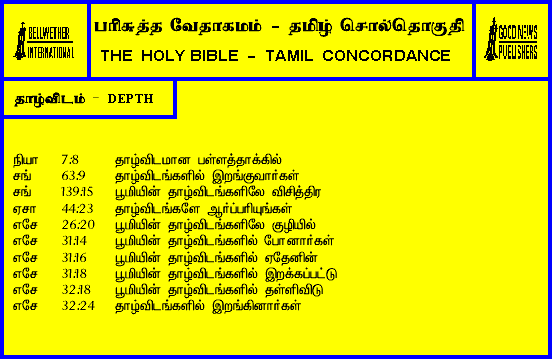 BELLWETHER
INTERNATIONAL
பரிசுத்த வேதாகமம் - தமிழ் சொல்தொகுதி
THE HOLY BIBLE - TAMIL CONCORDANCE
GOOD NEWS
PUBLISHERS
தாழ்விடம் - DEPTH
நியா 7:8 தாழ்விடமான பள்ளத்தாக்கில்
சங் 63:9 தாழ்விடங்களில் இறங்குவார்கள்
சங் 139:15 பூமியின் தாழ்விடங்களிலே விசித்திர
ஏசா 44:23 தாழ்விடங்களே ஆர்ப்பரியுங்கள்
எசே 26:20 பூமியின் தாழ்விடங்களிலே குழியில்
எசே 31:14 பூமியின் தாழ்விடங்களில் போனார்கள்
எசே 31:16 பூமியின் தாழ்விடங்களில் ஏதேனின்
எசே 31:18 பூமியின் தாழ்விடங்களில் இறக்கப்பட்டு
எசே 32:18 பூமியின் தாழ்விடங்களில் தள்ளிவிடு
எசே 32:24 தாழ்விடங்களில் இறங்கினார்கள்